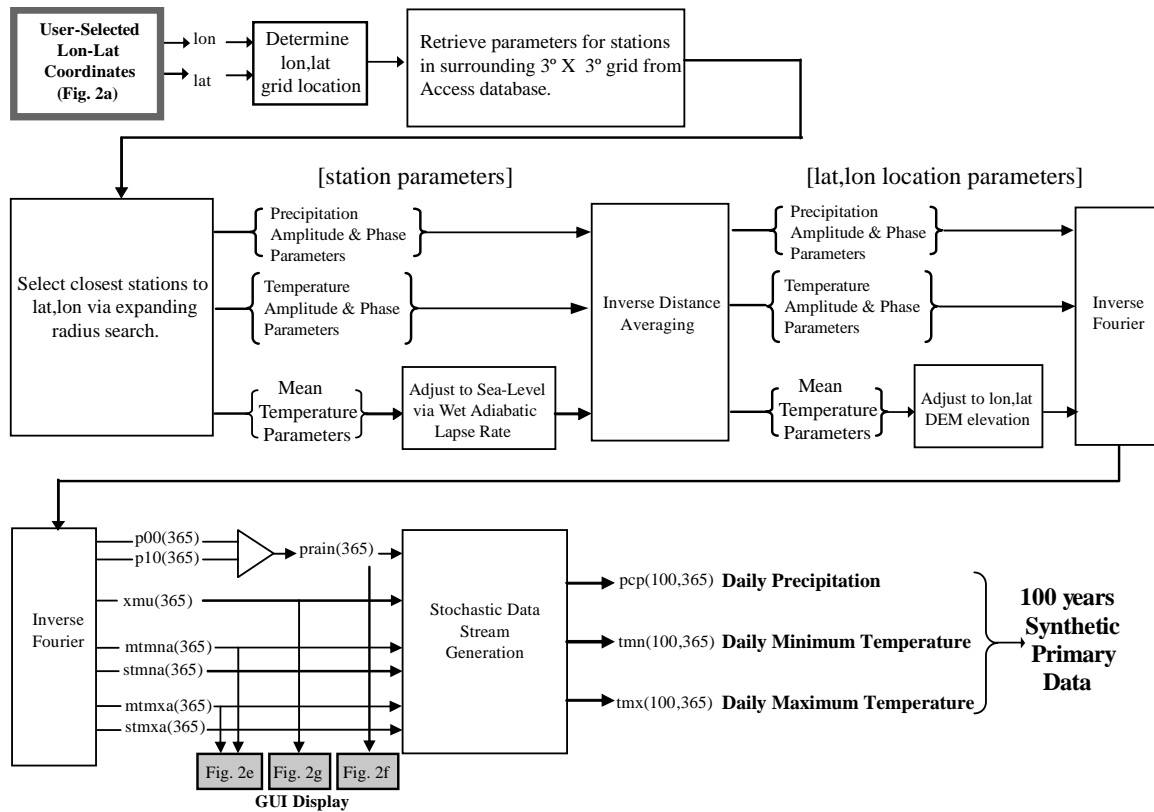 User-Selected
Lon-Lat
Coordinates
(Fig. 2a)
lon
lat
Determine
lon,lat
grid location
Retrieve parameters for stations
in surrounding 3º X 3º grid from
Access database.
[station parameters]
[lat,lon location parameters]
Select closest stations to
lat,lon via expanding
radius search.
Precipitation
Amplitude & Phase
Parameters
Temperature
Amplitude & Phase
Parameters
Mean
Temperature
Parameters
Adjust to Sea-Level
via Wet Adiabatic
Lapse Rate
Inverse Distance
Averaging
Precipitation
Amplitude & Phase
Parameters
Temperature
Amplitude & Phase
Parameters
Mean
Temperature
Parameters
Adjust to lon,lat
DEM elevation
Inverse
Fourier
Inverse
Fourier
p00(365)
p10(365)
prain(365)
xmu(365)
mtmna(365)
stmna(365)
mtmxa(365)
stmxa(365)
Stochastic Data
Stream
Generation
pcp(100,365) Daily Precipitation
tmn(100,365) Daily Minimum Temperature
tmx(100,365) Daily Maximum Temperature
100 years
Synthetic
Primary
Data
Fig. 2e
Fig. 2g
Fig. 2f
GUI Display